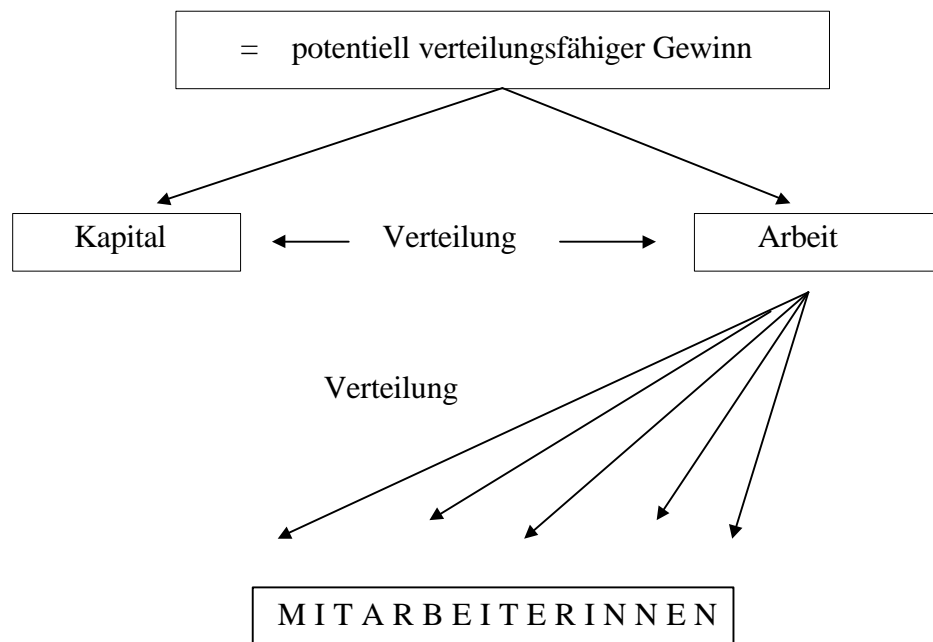 = potentiell verteilungsfähiger Gewinn
Kapital Verteilung Arbeit
Verteilung
M I T A R B E I T E R I N N E N